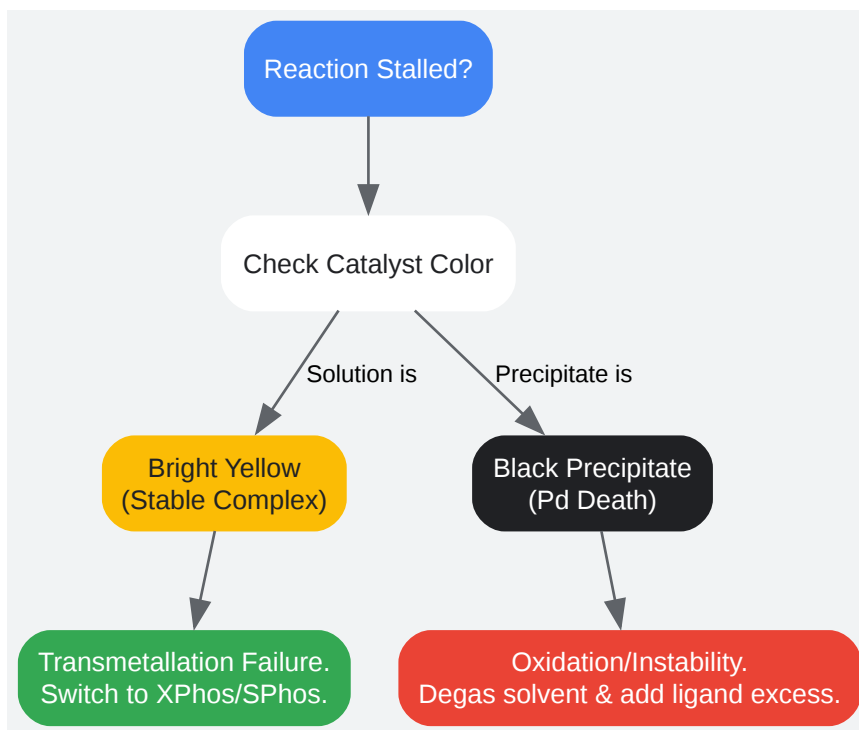 Reaction Stalled?
Check Catalyst Color
Solution is
Precipitate is
Bright Yellow
(Stable Complex)
Black Precipitate
(Pd Death)
Transmetallation Failure.
Switch to XPhos/SPhos.
Oxidation/Instability.
Degas solvent & add ligand excess.